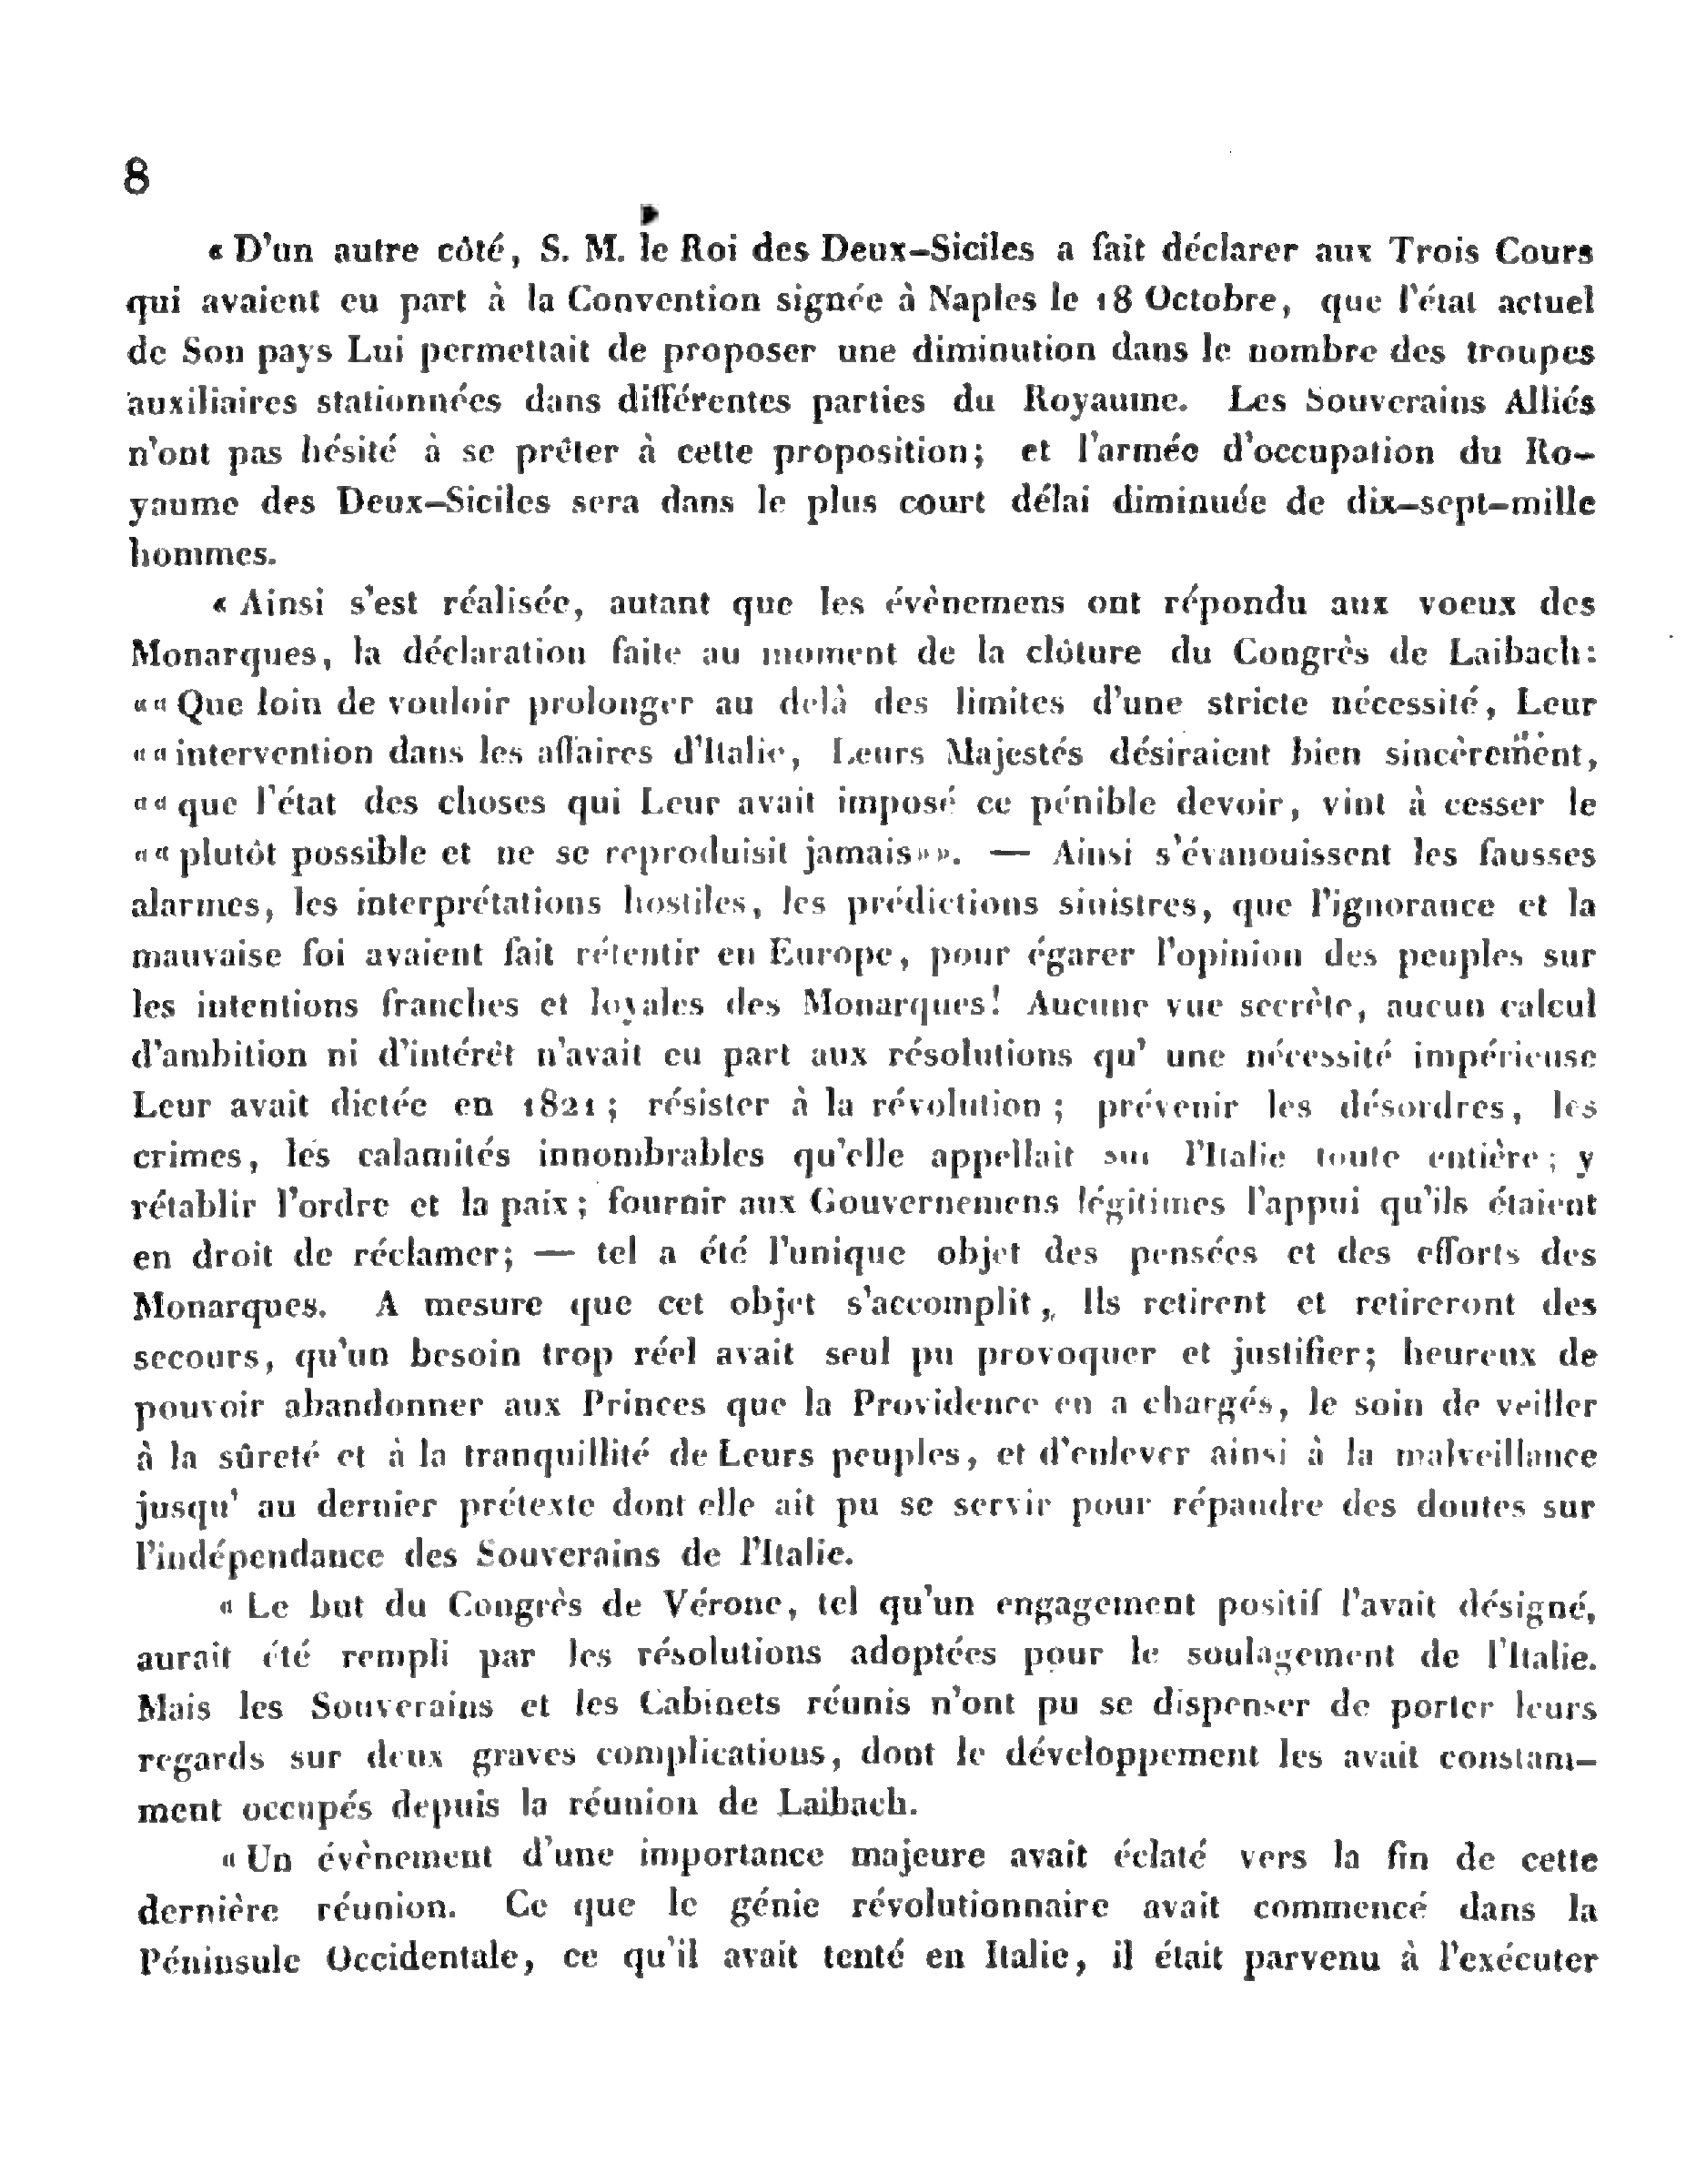 8
« D'un autre côté, S. M. le Roi des Deux-Siciles a fait déclarer aux Trois Cours
qui avaient eu part à la Convention signée à Naples le 18 Octobre, que l'état actuel
de Son pays Lui permettait de proposer une diminution dans le nombre des troupes
auxiliaires stationnées dans différentes parties du Royaume. Les Souverains Alliés
n'ont pas hésité à se prêter à cette proposition; et l'armée d'occupation du Ro-
yaume des Deux-Siciles sera dans le plus court délai diminuée de dix-sept-mille
hommes.
« Ainsi s'est réalisée, autant que les évènemens ont répondu aux voeux des
Monarques, la déclaration faite au moment de la clôture du Congrès de Laibach:
«« Que loin de vouloir prolonger au delà des limites d'une stricte nécessité, Leur
«« intervention dans les affaires d'Italie, Leurs Majestés désiraient bien sincèrement,
«« que l'état des choses qui Leur avait imposé ce pénible devoir, vint à cesser le
«« plutôt possible et ne se reproduisit jamais»». — Ainsi s'évanouissent les fausses
alarmes, les interprétations hostiles, les prédictions sinistres, que l'ignorance et la
mauvaise foi avaient fait rétentir en Europe, pour égarer l'opinion des peuples sur
les intentions franches et loyales des Monarques! Aucune vue secrète, aucun calcul
d'ambition ni d'intérèt n'avait eu part aux résolutions qu' une nécessité impérieuse
Leur avait dictée en 1821; résister à la révolution; prévenir les désordres, les
crimes, les calamités innombrables qu'elle appellait sur l'Italie toute entière; y
rétablir l'ordre et la paix; fournir aux Gouvernemens légitimes l'appui qu'ils étaient
en droit de réclamer; — tel a été l'unique objet des pensées et des efforts des
Monarques. A mesure que cet objet s'accomplit, Ils retirent et retireront des
secours, qu'un besoin trop réel avait seul pu provoquer et justifier; heureux de
pouvoir abandonner aux Princes que la Providence en a chargés, le soin de veiller
à la sûreté et à la tranquillité de Leurs peuples, et d'enlever ainsi à la malveillance
jusqu' au dernier prétexte dont elle ait pu se servir pour répandre des doutes sur
l'indépendance des Souverains de l'Italie.
« Le but du Congrès de Vérone, tel qu'un engagement positif l'avait désigné,
aurait été rempli par les résolutions adoptées pour le soulagement de l'Italie.
Mais les Souverains et les Cabinets réunis n'ont pu se dispenser de porter leurs
regards sur deux graves complications, dont le développement les avait constam-
ment occupés depuis la réunion de Laibach.
« Un évènement d'une importance majeure avait éclaté vers la fin de cette
dernière réunion. Ce que le génie révolutionnaire avait commencé dans la
Péninsule Occidentale, ce qu'il avait tenté en Italie, il était parvenu à l'exécuter